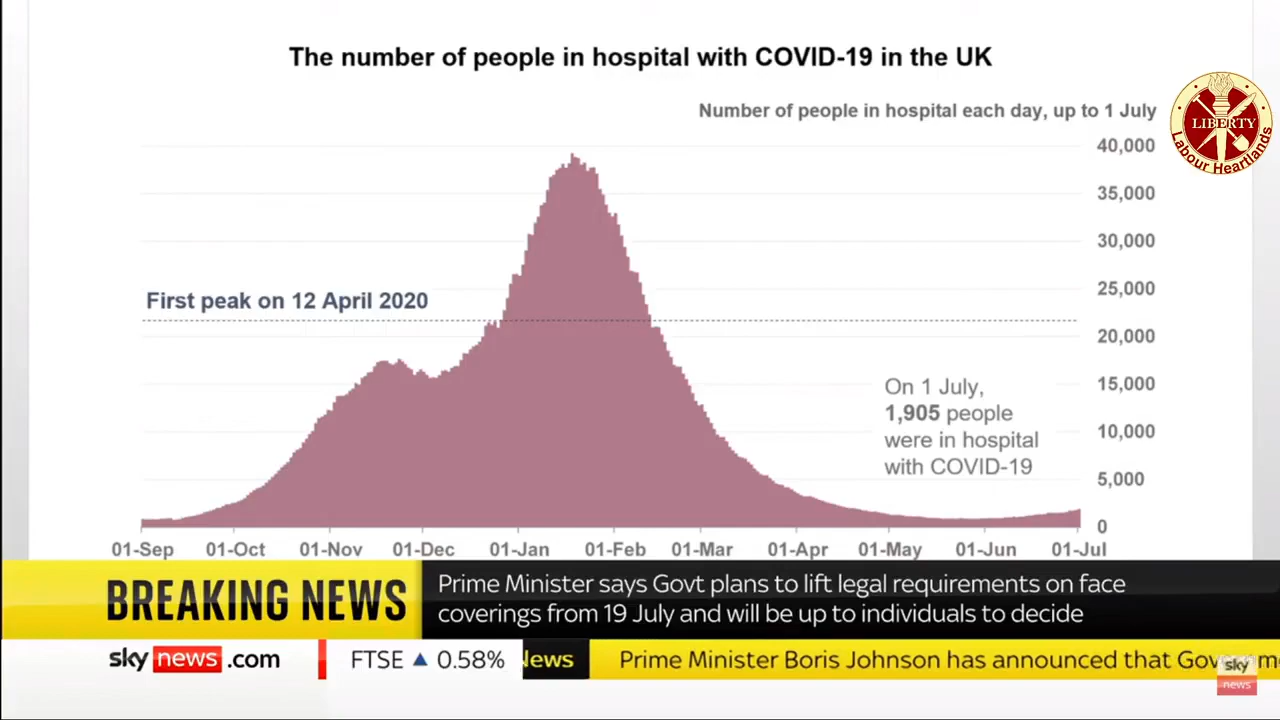 The number of people in hospital with COVID-19 in the UK
Number of people in hospital each day, up to 1 July
LIBERTY
Labour Heartlands
40,000
35,000
30,000
25,000
20,000
15,000
10,000
5,000
0
First peak on 12 April 2020
On 1 July,
1,905 people
were in hospital
with COVID-19
01-Sep 01-Oct 01-Nov 01-Dec 01-Jan 01-Feb 01-Mar 01-Apr 01-May 01-Jun 01-Jul
BREAKING NEWS
Prime Minister says Govt plans to lift legal requirements on face
coverings from 19 July and will be up to individuals to decide
sky news .com FTSE ▲ 0.58% News Prime Minister Boris Johnson has announced that
sky
news